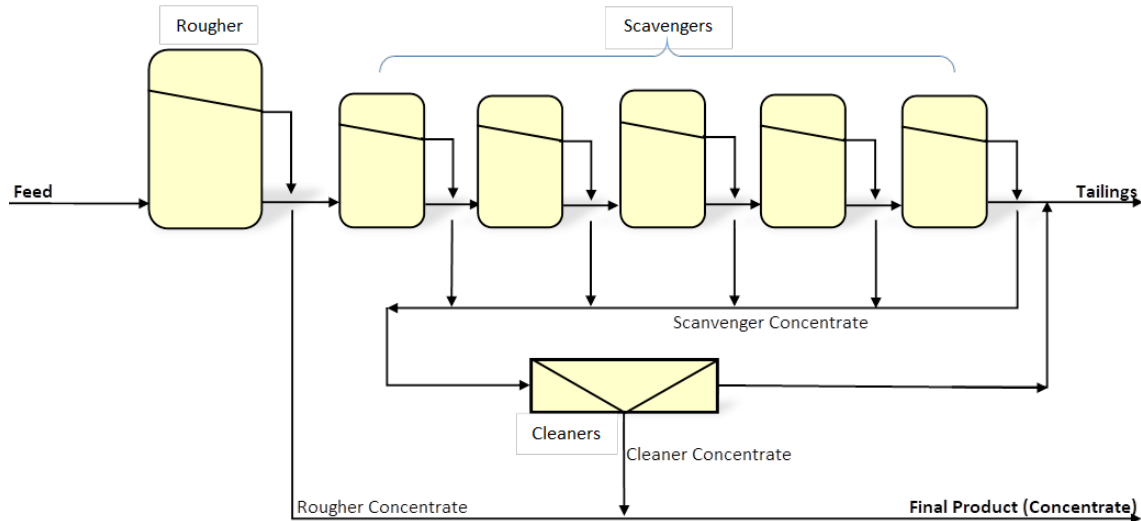 Rougher
Scavengers
Feed
Tailings
Scanvenger Concentrate
Cleaners
Cleaner Concentrate
Rougher Concentrate
Final Product (Concentrate)